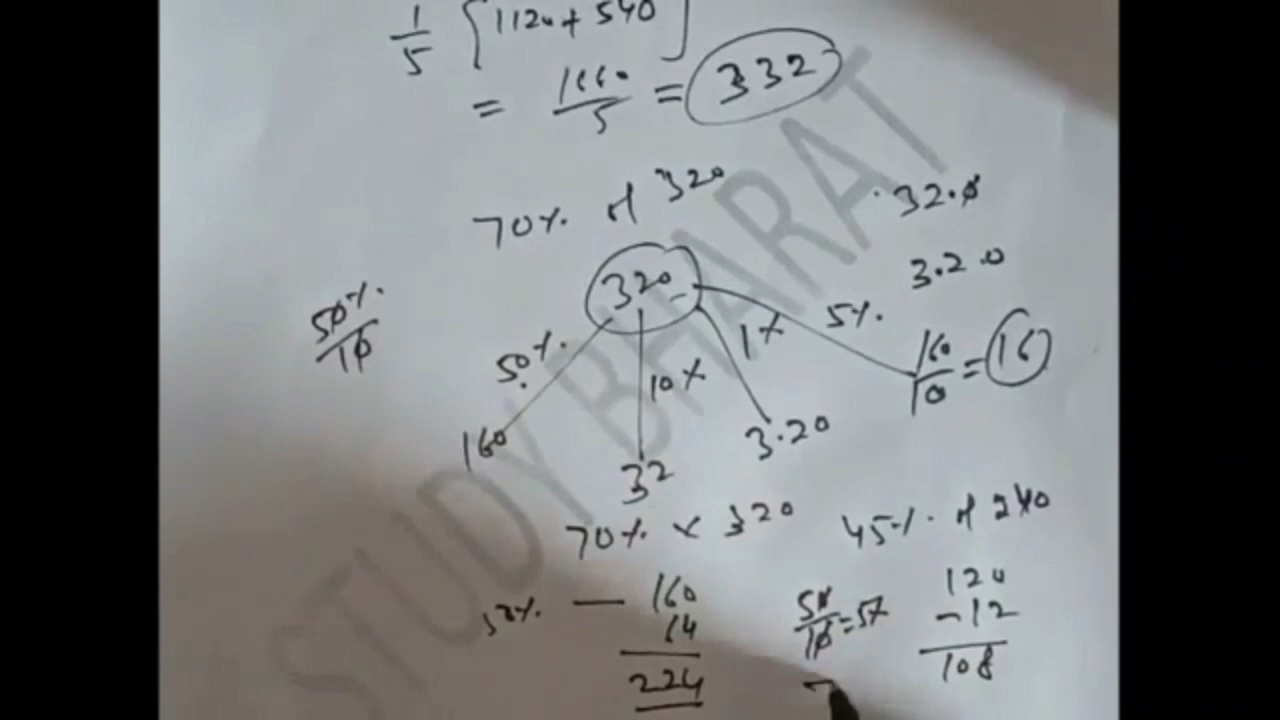 1/5 [1120 + 540]
= 1660/5 = 332
70% of 320
32.0
320
3.2 0
50%/10
50%
10%
1%
5%
160/10 = 16
160
32
3.20
70% × 320
45% of 240
50% — 160
14
224
50/10 = 5%
120
- 12
108
STUDY BHARAT